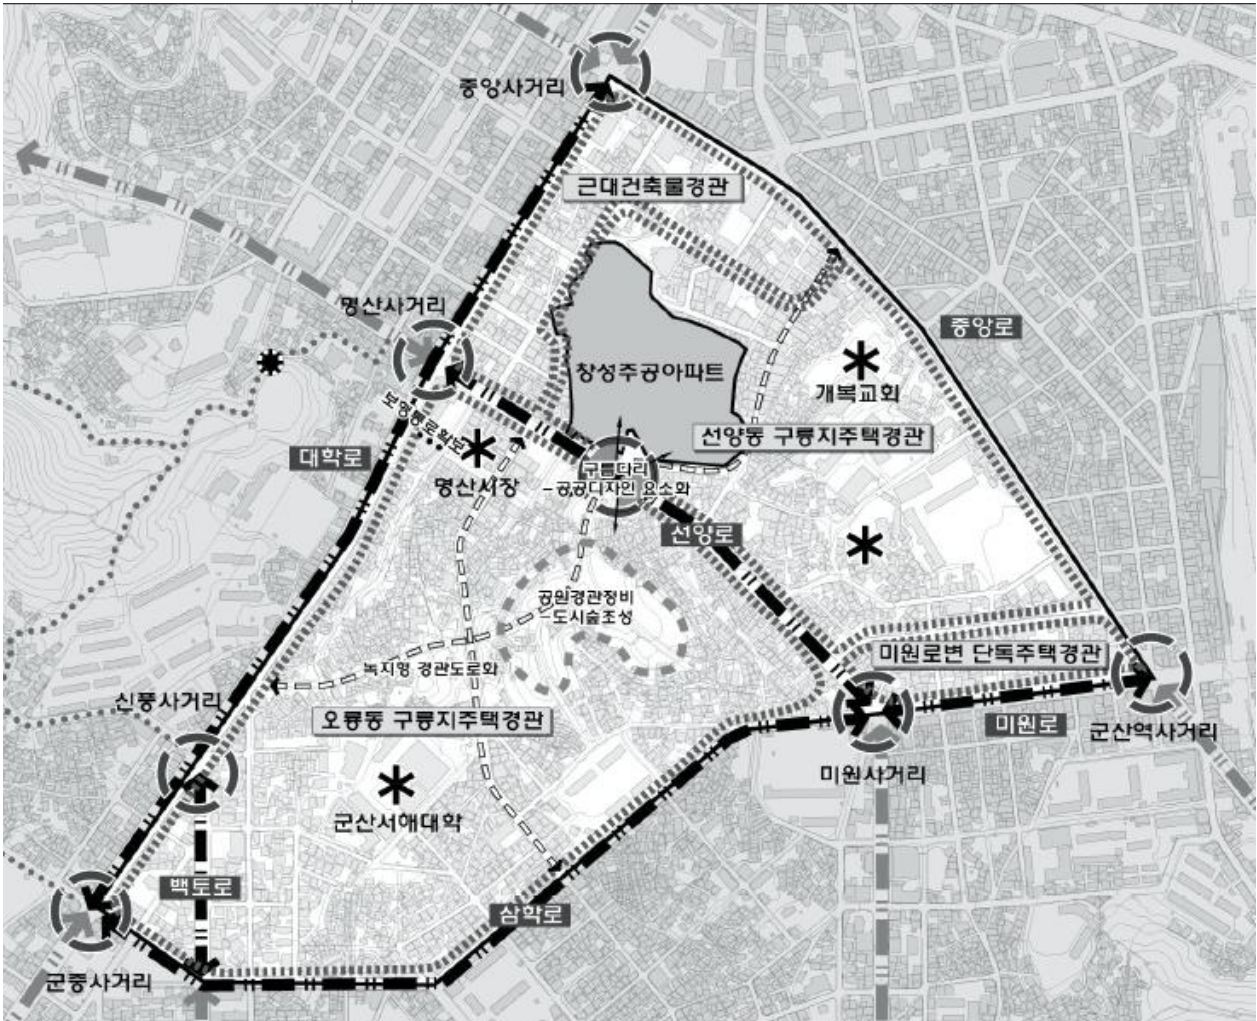 중앙사거리
근대건축물경관
명산사거리
중앙로
창성주공아파트
개복교회
보행통로확보
선양동 구릉지주택경관
대학로
명산시장
구름다리
-공공디자인 요소화
선양로
공원경관정비
-도시숲조성
미원로변 단독주택경관
녹지형 경관도로화
신풍사거리
오룡동 구릉지주택경관
미원로
군산역사거리
미원사거리
군산서해대학
백토로
삼학로
군중사거리